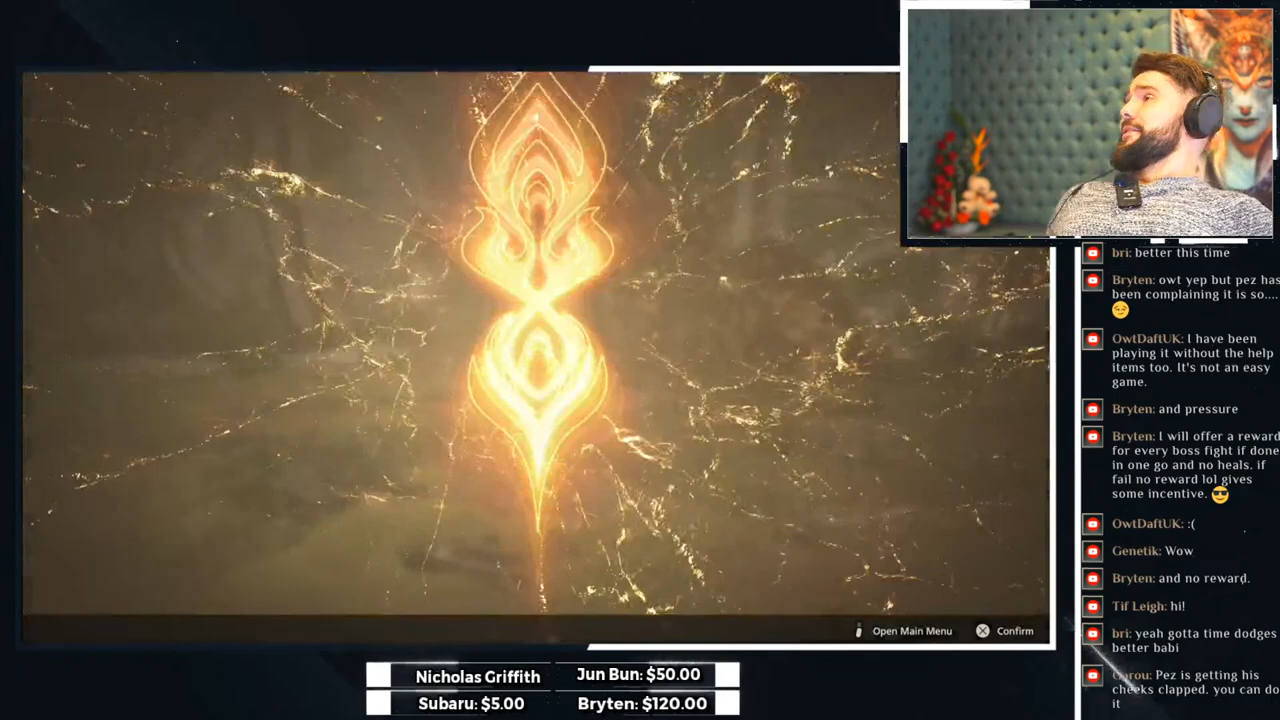 bri: better this time
Bryten: owt yep but pez has
been complaining it is so....
OwtDaftUK: I have been
playing it without the help
items too. It's not an easy
game.
Bryten: and pressure
Bryten: I will offer a reward
for every boss fight if done
in one go and no heals. if
fail no reward lol gives
some incentive.
OwtDaftUK: :(
Genetik: Wow
Bryten: and no reward.
Tif Leigh: hi!
bri: yeah gotta time dodges
better babi
Pez is getting his
cheeks clapped. you can do
it
Open Main Menu
Confirm
Nicholas Griffith
Jun Bun: $50.00
Subaru: $5.00
Bryten: $120.00